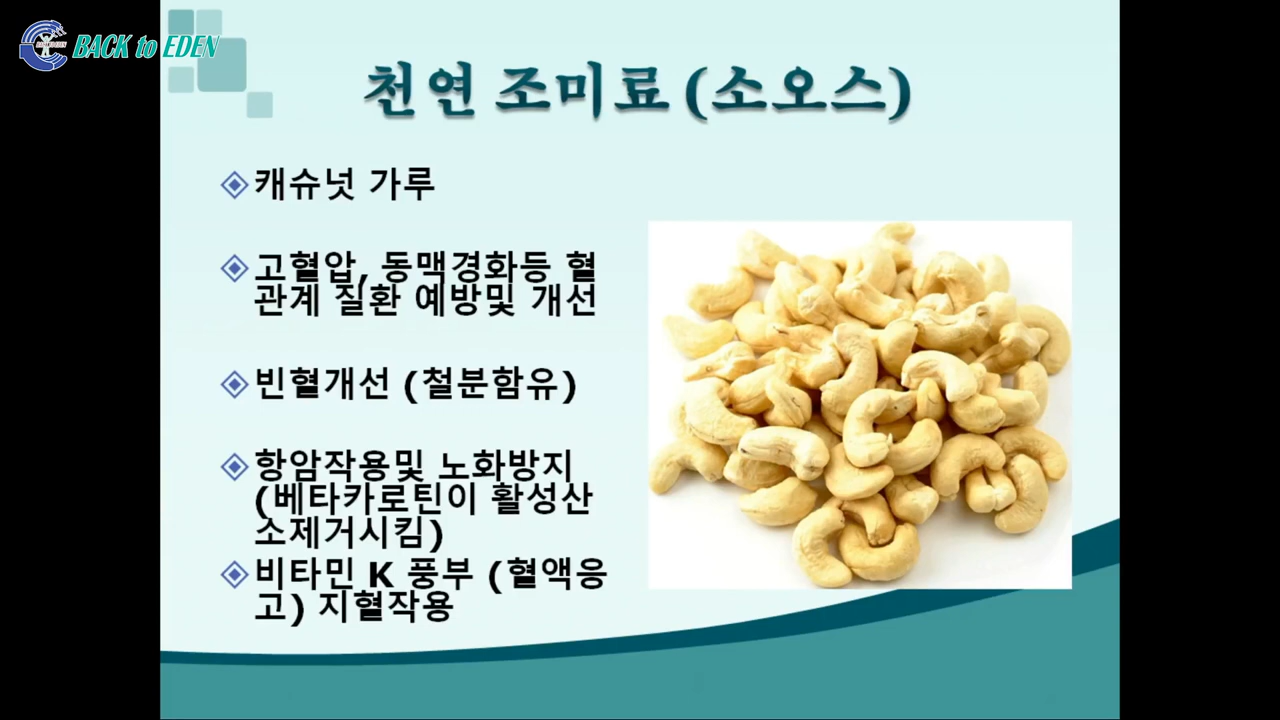 BACK to EDEN
천연 조미료 (소오스)
캐슈넛 가루
고혈압, 동맥경화등 혈
관계 질환 예방및 개선
빈혈개선 (철분함유)
항암작용및 노화방지
(베타카로틴이 활성산
소제거시킴)
비타민 K 풍부 (혈액응
고) 지혈작용